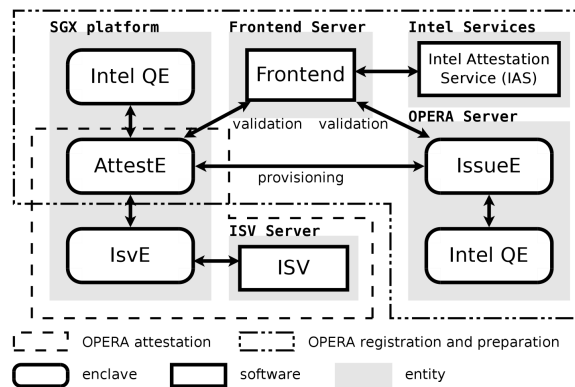 SGX platform
Frontend Server
Intel Services
Intel QE
Frontend
Intel Attestation
Service (IAS)
OPERA Server
validation
validation
AttestE
provisioning
IssueE
IsvE
ISV Server
ISV
Intel QE
OPERA attestation
OPERA registration and preparation
enclave
software
entity